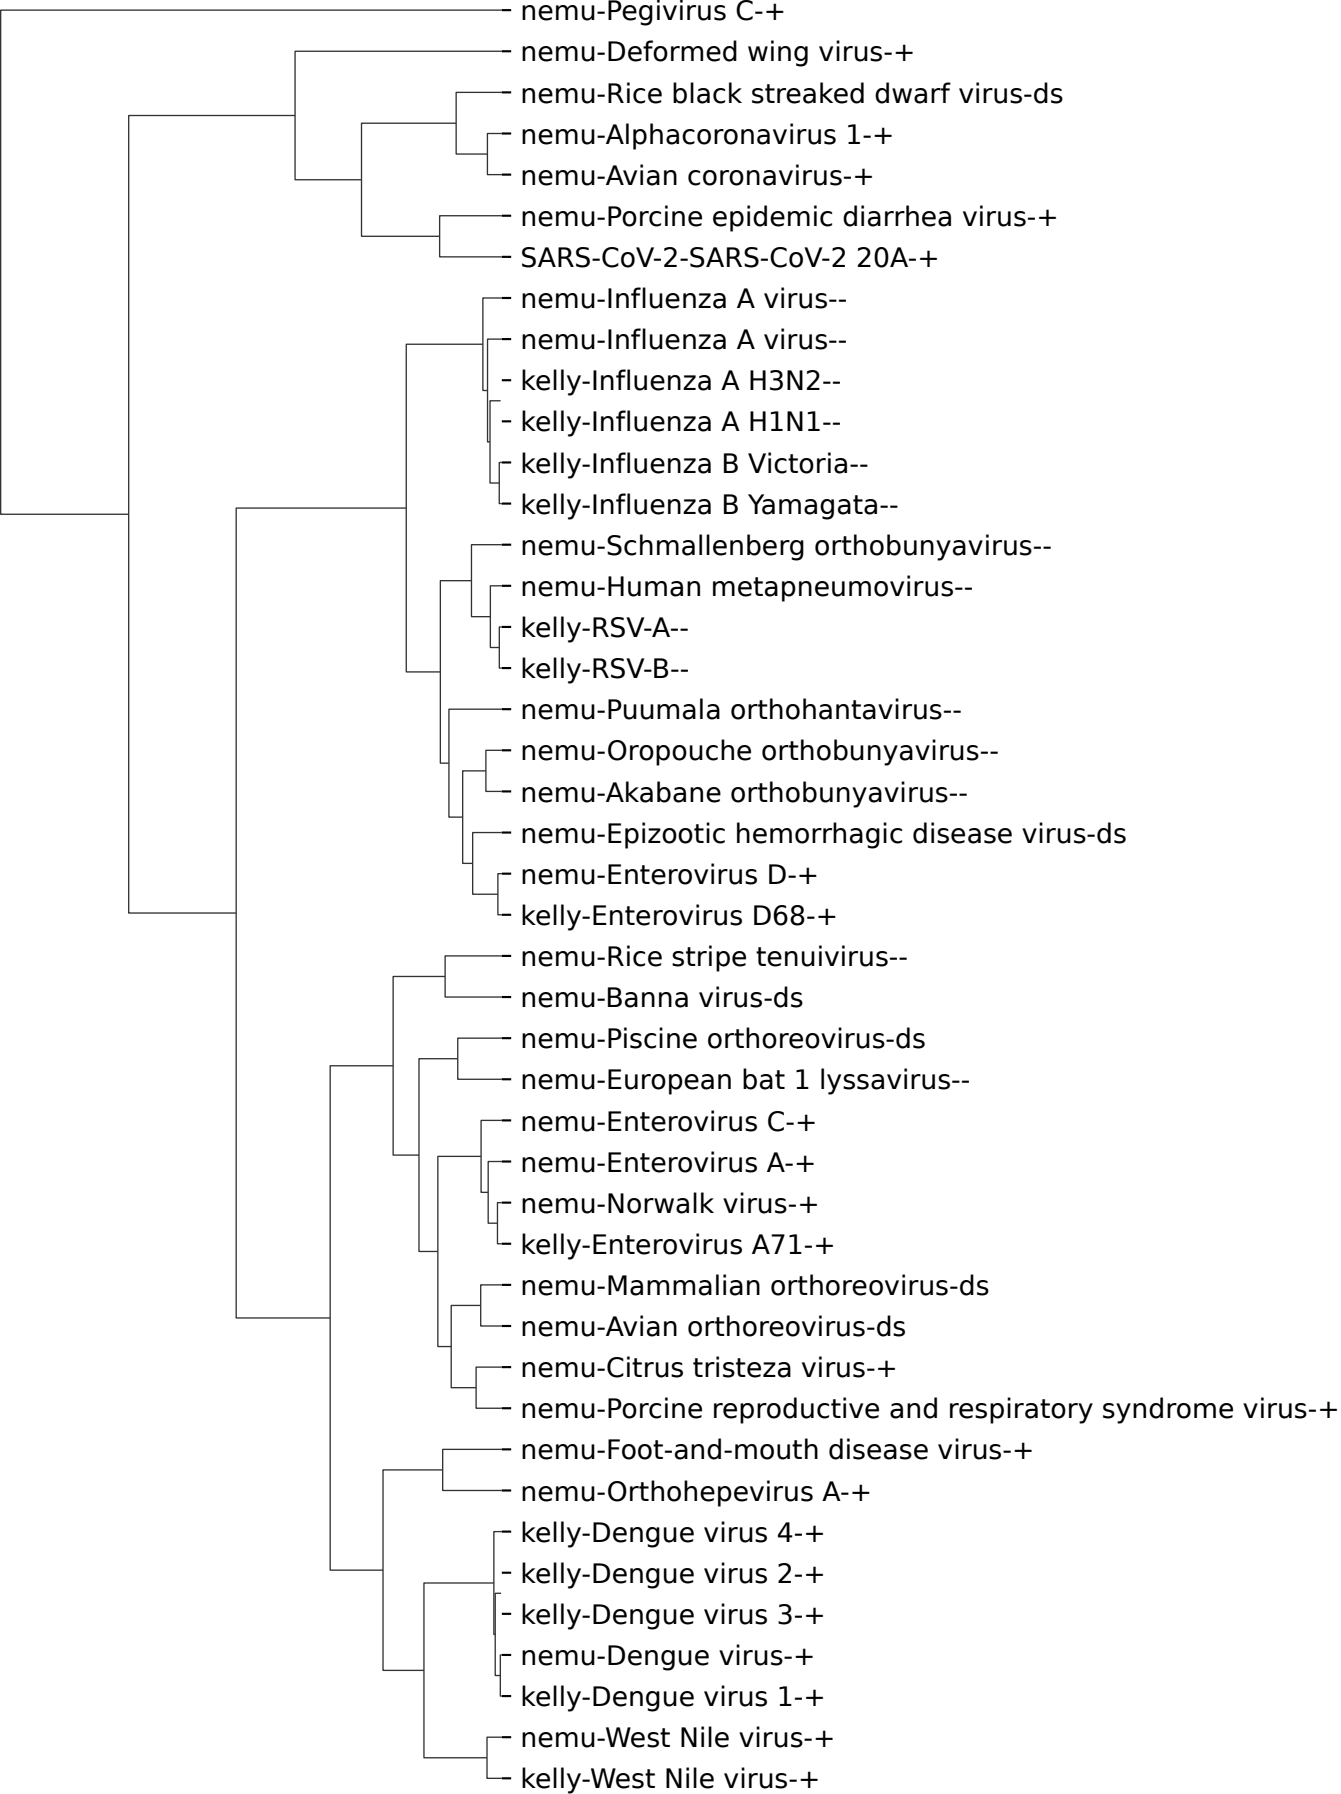 nemu-Pegivirus C-+
nemu-Deformed wing virus-+
nemu-Rice black streaked dwarf virus-ds
nemu-Alphacoronavirus 1-+
nemu-Avian coronavirus-+
nemu-Porcine epidemic diarrhea virus-+
SARS-CoV-2-SARS-CoV-2 20A-+
nemu-Influenza A virus--
nemu-Influenza A virus--
kelly-Influenza A H3N2--
kelly-Influenza A H1N1--
kelly-Influenza B Victoria--
kelly-Influenza B Yamagata--
nemu-Schmallenberg orthobunyavirus--
nemu-Human metapneumovirus--
kelly-RSV-A--
kelly-RSV-B--
nemu-Puumala orthohantavirus--
nemu-Oropouche orthobunyavirus--
nemu-Akabane orthobunyavirus--
nemu-Epizootic hemorrhagic disease virus-ds
nemu-Enterovirus D-+
kelly-Enterovirus D68-+
nemu-Rice stripe tenuivirus--
nemu-Banna virus-ds
nemu-Piscine orthoreovirus-ds
nemu-European bat 1 lyssavirus--
nemu-Enterovirus C-+
nemu-Enterovirus A-+
nemu-Norwalk virus-+
kelly-Enterovirus A71-+
nemu-Mammalian orthoreovirus-ds
nemu-Avian orthoreovirus-ds
nemu-Citrus tristeza virus-+
nemu-Porcine reproductive and respiratory syndrome virus-+
nemu-Foot-and-mouth disease virus-+
nemu-Orthohepevirus A-+
kelly-Dengue virus 4-+
kelly-Dengue virus 2-+
kelly-Dengue virus 3-+
nemu-Dengue virus-+
kelly-Dengue virus 1-+
nemu-West Nile virus-+
kelly-West Nile virus-+